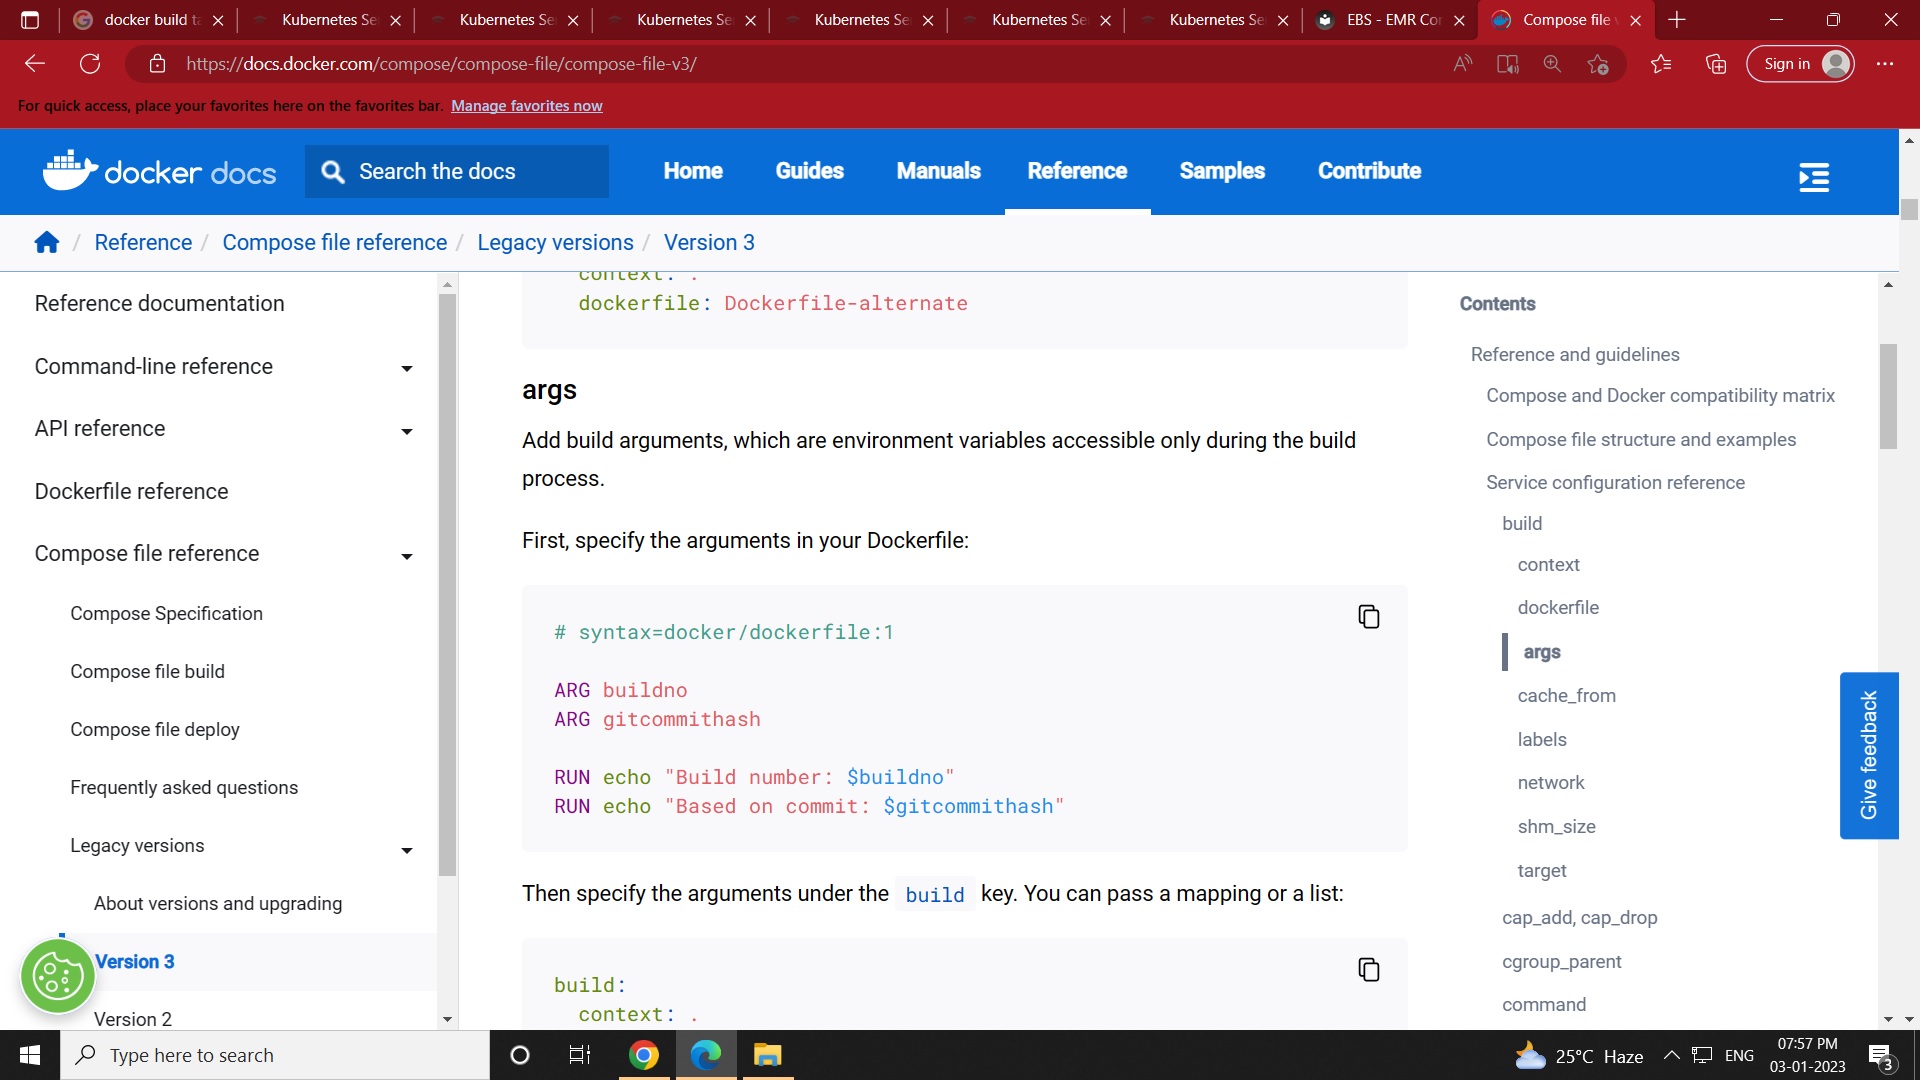 docker build ta
Kubernetes Se
Kubernetes Se
Kubernetes Se
Kubernetes Se
Kubernetes Se
Kubernetes Se
EBS - EMR Con
Compose file v
https://docs.docker.com/compose/compose-file/compose-file-v3/
Sign in
For quick access, place your favorites here on the favorites bar. Manage favorites now
docker docs
Search the docs
Home
Guides
Manuals
Reference
Samples
Contribute
/ Reference / Compose file reference / Legacy versions / Version 3
Reference documentation
Command-line reference
API reference
Dockerfile reference
Compose file reference
Compose Specification
Compose file build
Compose file deploy
Frequently asked questions
Legacy versions
About versions and upgrading
Version 3
Version 2
context: .
dockerfile: Dockerfile-alternate
args
Add build arguments, which are environment variables accessible only during the build
process.
First, specify the arguments in your Dockerfile:
# syntax=docker/dockerfile:1
ARG buildno
ARG gitcommithash
RUN echo "Build number: $buildno"
RUN echo "Based on commit: $gitcommithash"
Then specify the arguments under the build key. You can pass a mapping or a list:
build:
context: .
Contents
Reference and guidelines
Compose and Docker compatibility matrix
Compose file structure and examples
Service configuration reference
build
context
dockerfile
args
cache_from
labels
network
shm_size
target
cap_add, cap_drop
cgroup_parent
command
Give feedback
Type here to search
25°C Haze
ENG
07:57 PM
03-01-2023
3